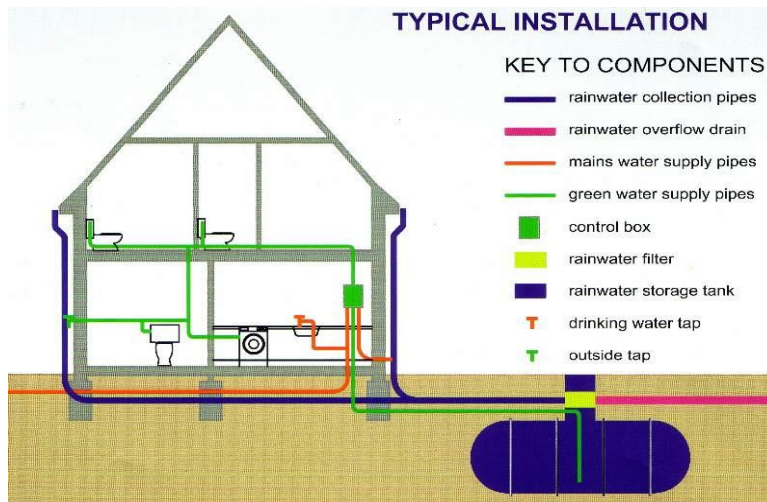 TYPICAL INSTALLATION
KEY TO COMPONENTS
rainwater collection pipes
rainwater overflow drain
mains water supply pipes
green water supply pipes
control box
rainwater filter
rainwater storage tank
drinking water tap
outside tap